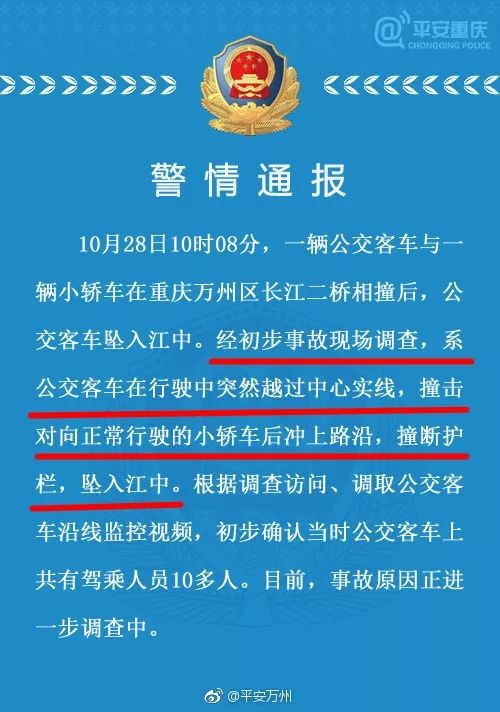 平安重庆
CHONGQING POLICE
警情通报
10月28日10时08分，一辆公交客车与一
辆小轿车在重庆万州区长江二桥相撞后，公
交客车坠入江中。经初步事故现场调查，系
公交客车在行驶中突然越过中心实线，撞击
对向正常行驶的小轿车后冲上路沿，撞断护
栏，坠入江中。根据调查访问、调取公交客
车沿线监控视频，初步确认当时公交客车上
共有驾乘人员10多人。目前，事故原因正进
一步调查中。
@平安万州